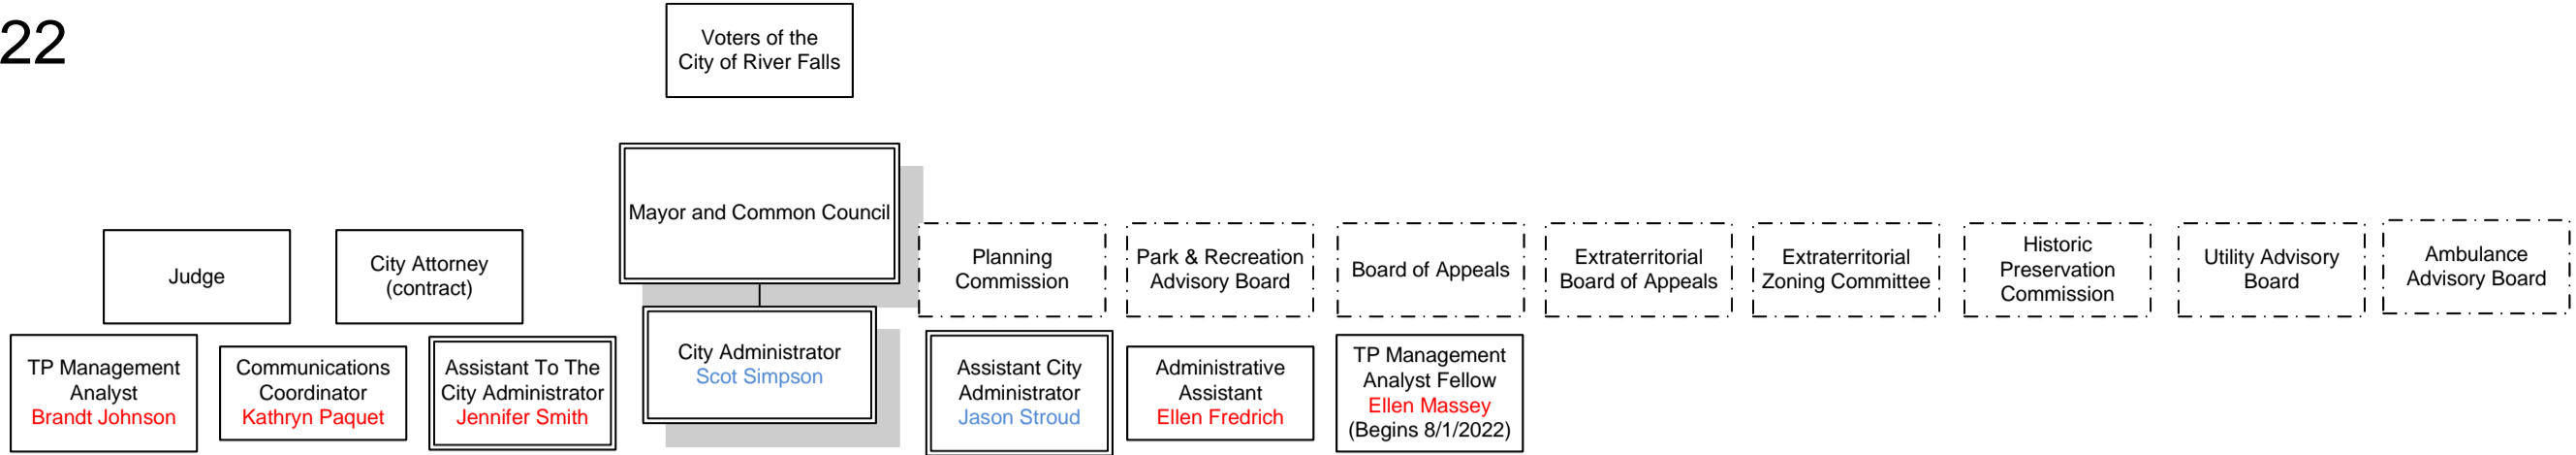 22
Voters of the
City of River Falls
Mayor and Common Council
Judge
City Attorney
(contract)
Planning
Commission
Park & Recreation
Advisory Board
Board of Appeals
Extraterritorial
Board of Appeals
Extraterritorial
Zoning Committee
Historic
Preservation
Commission
Utility Advisory
Board
Ambulance
Advisory Board
TP Management
Analyst
Brandt Johnson
Communications
Coordinator
Kathryn Paquet
Assistant To The
City Administrator
Jennifer Smith
City Administrator
Scot Simpson
Assistant City
Administrator
Jason Stroud
Administrative
Assistant
Ellen Fredrich
TP Management
Analyst Fellow
Ellen Massey
(Begins 8/1/2022)